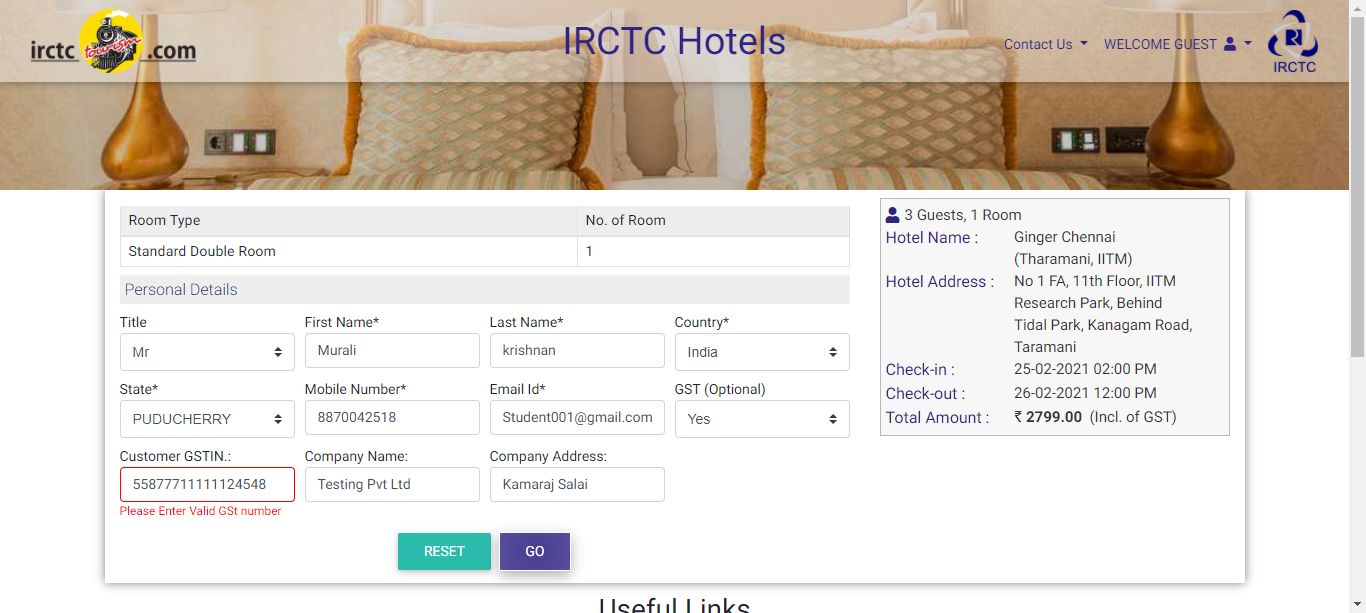 irctc tourism .com
IRCTC Hotels
Contact Us
WELCOME GUEST
IRCTC
Room Type
No. of Room
Standard Double Room
1
Personal Details
Title
First Name*
Last Name*
Country*
Mr
Murali
krishnan
India
State*
Mobile Number*
Email Id*
GST (Optional)
PUDUCHERRY
8870042518
Student001@gmail.com
Yes
Customer GSTIN.:
Company Name:
Company Address:
55877711111124548
Testing Pvt Ltd
Kamaraj Salai
Please Enter Valid GSt number
RESET
GO
3 Guests, 1 Room
Hotel Name :
Ginger Chennai
(Tharamani, IITM)
Hotel Address :
No 1 FA, 11th Floor, IITM
Research Park, Behind
Tidal Park, Kanagam Road,
Taramani
Check-in :
25-02-2021 02:00 PM
Check-out :
26-02-2021 12:00 PM
Total Amount :
₹ 2799.00 (Incl. of GST)
Useful Links